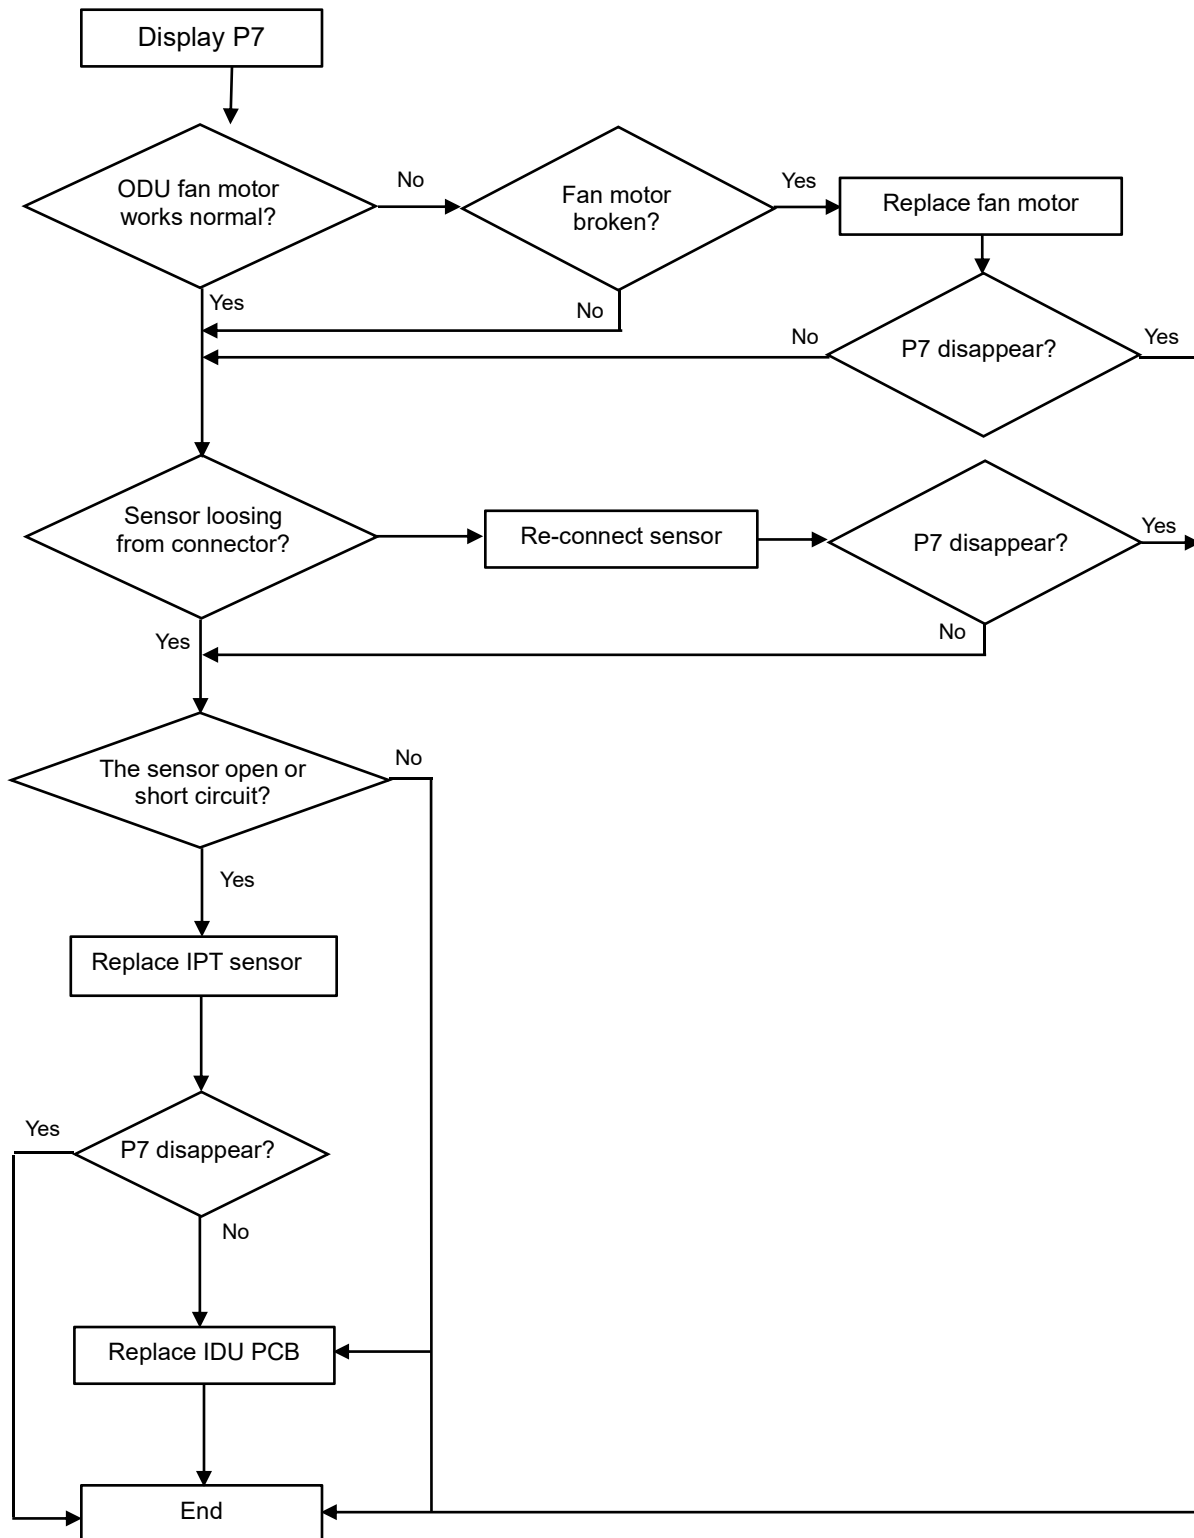 Display P7
ODU fan motor
works normal?
No
Fan motor
broken?
Yes
Replace fan motor
Yes
No
No
P7 disappear?
Yes
Sensor loosing
from connector?
Re-connect sensor
P7 disappear?
Yes
Yes
No
The sensor open or
short circuit?
No
Yes
Replace IPT sensor
Yes
P7 disappear?
No
Replace IDU PCB
End